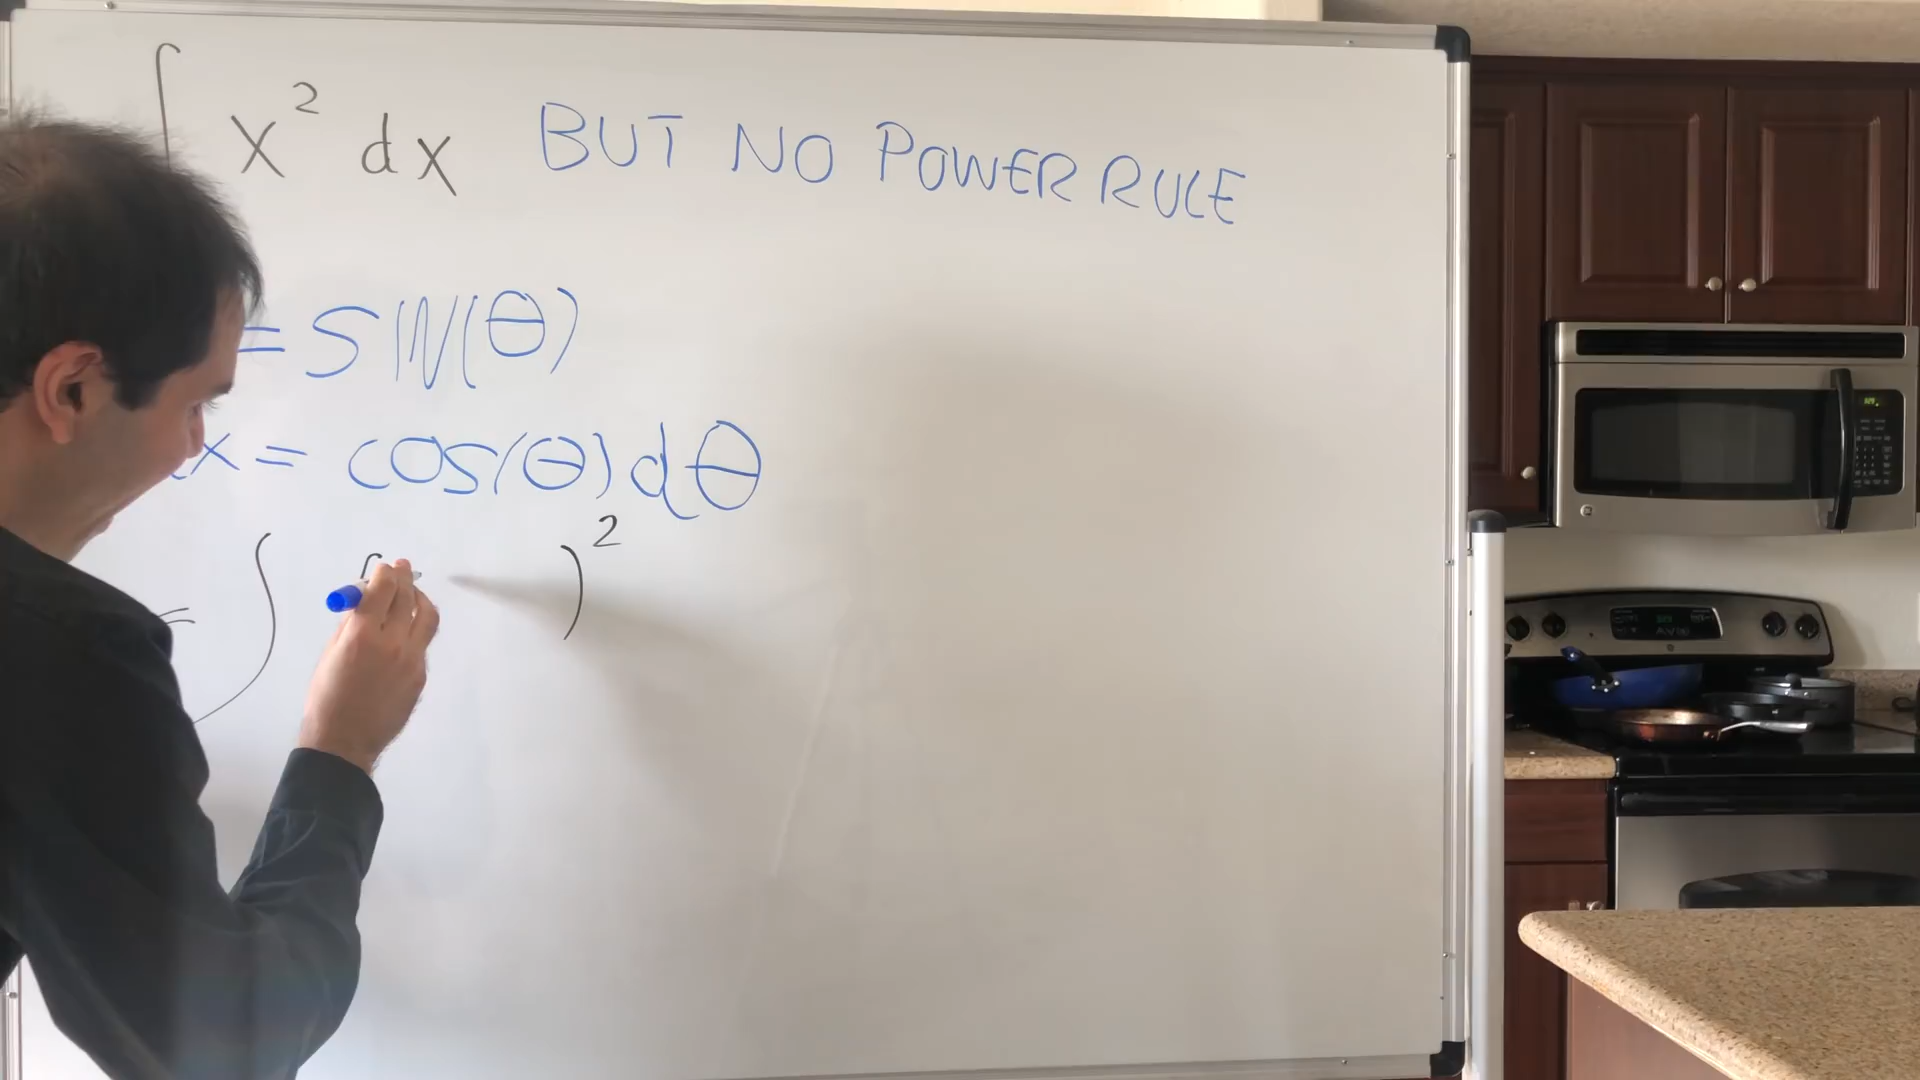 ∫ x² dx BUT NO POWER RULE
= SIN(θ)
x = COS(θ) dθ
= ∫ ( )²